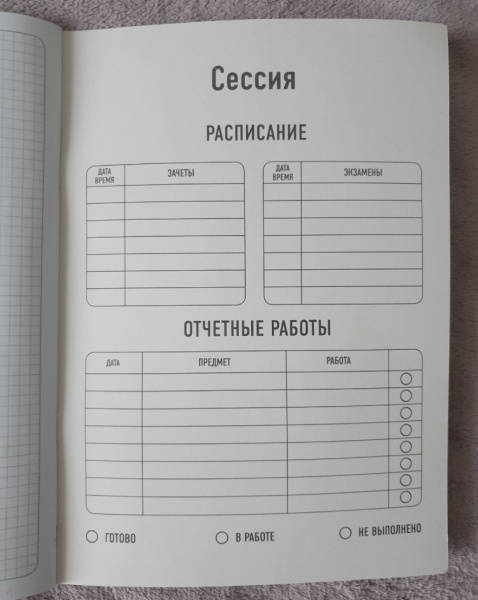 Сессия
РАСПИСАНИЕ
ДАТА ВРЕМЯ ЗАЧЕТЫ ДАТА ВРЕМЯ ЭКЗАМЕНЫ
ОТЧЕТНЫЕ РАБОТЫ
ДАТА ПРЕДМЕТ РАБОТА
ГОТОВО В РАБОТЕ НЕ ВЫПОЛНЕНО